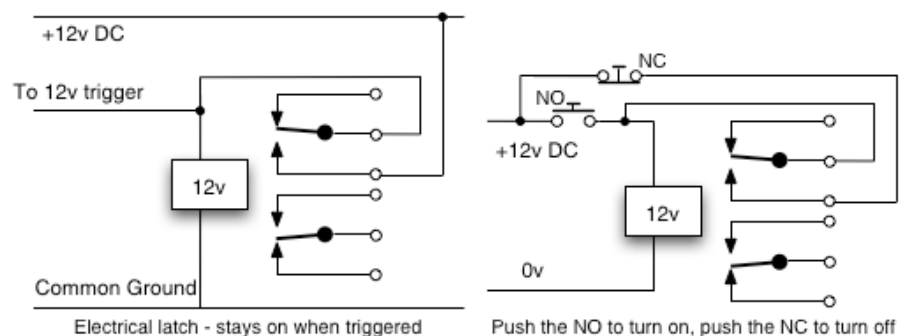 +12v DC
To 12v trigger
12v
Common Ground
Electrical latch - stays on when triggered
NC
NO
+12v DC
12v
0v
Push the NO to turn on, push the NC to turn off